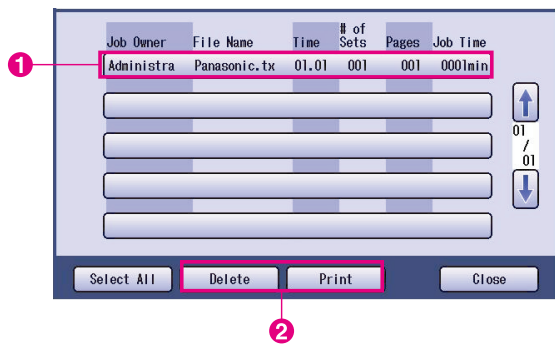 Job Owner File Name Time # of Sets Pages Job Time
1 Administra Panasonic.tx 01.01 001 001 0001min
01
/
01
Select All Delete Print Close
2